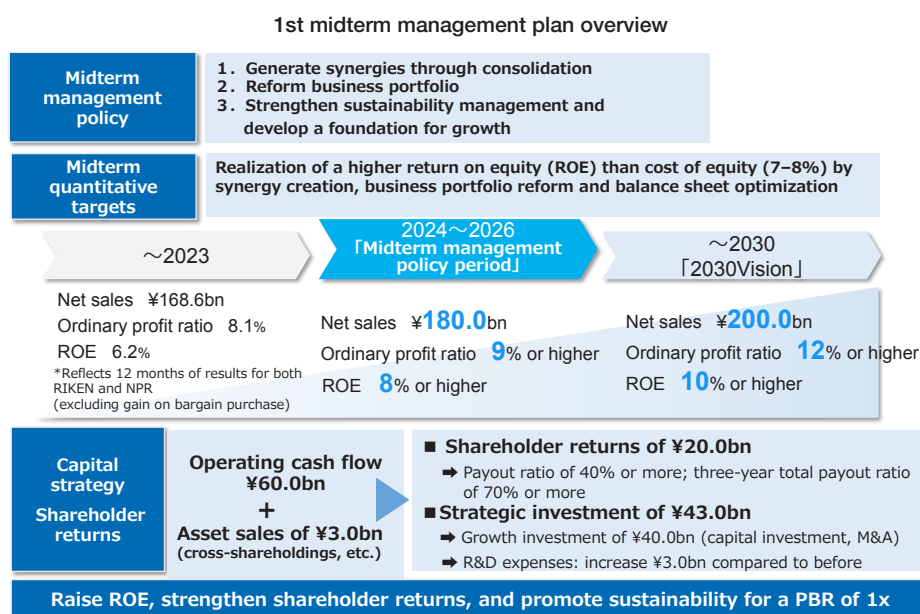 1st midterm management plan overview
Midterm
management
policy
1. Generate synergies through consolidation
2. Reform business portfolio
3. Strengthen sustainability management and
develop a foundation for growth
Midterm
quantitative
targets
Realization of a higher return on equity (ROE) than cost of equity (7–8%) by
synergy creation, business portfolio reform and balance sheet optimization
～2023
2024～2026
「Midterm management
policy period」
～2030
「2030Vision」
Net sales ¥168.6bn
Ordinary profit ratio 8.1%
ROE 6.2%
*Reflects 12 months of results for both
RIKEN and NPR
(excluding gain on bargain purchase)
Net sales ¥180.0bn
Ordinary profit ratio 9% or higher
ROE 8% or higher
Net sales ¥200.0bn
Ordinary profit ratio 12% or higher
ROE 10% or higher
Capital
strategy
Shareholder
returns
Operating cash flow
¥60.0bn
+
Asset sales of ¥3.0bn
(cross-shareholdings, etc.)
■ Shareholder returns of ¥20.0bn
➡ Payout ratio of 40% or more; three-year total payout ratio
of 70% or more
■Strategic investment of ¥43.0bn
➡ Growth investment of ¥40.0bn (capital investment, M&A)
➡ R&D expenses: increase ¥3.0bn compared to before
Raise ROE, strengthen shareholder returns, and promote sustainability for a PBR of 1x